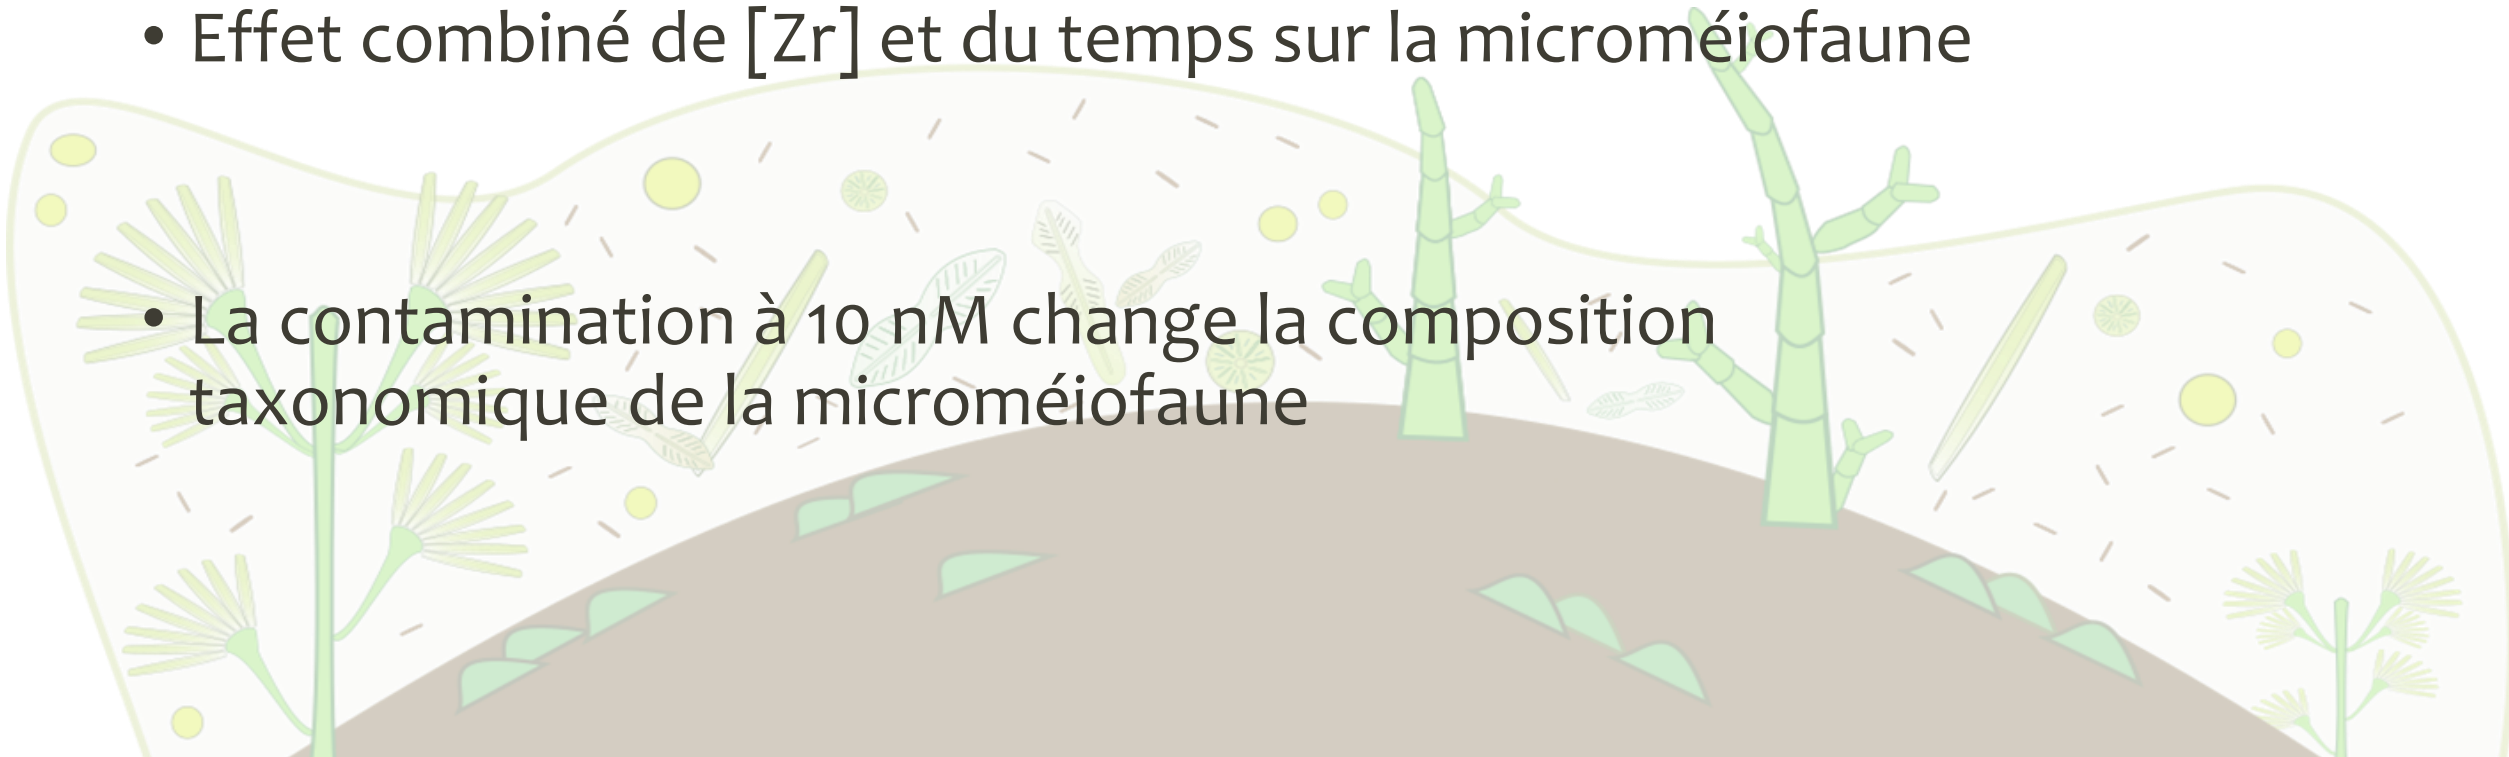 • Effet combiné de [Zr] et du temps sur la microméiofaune
• La contamination à 10 nM change la composition
taxonomique de la microméiofaune